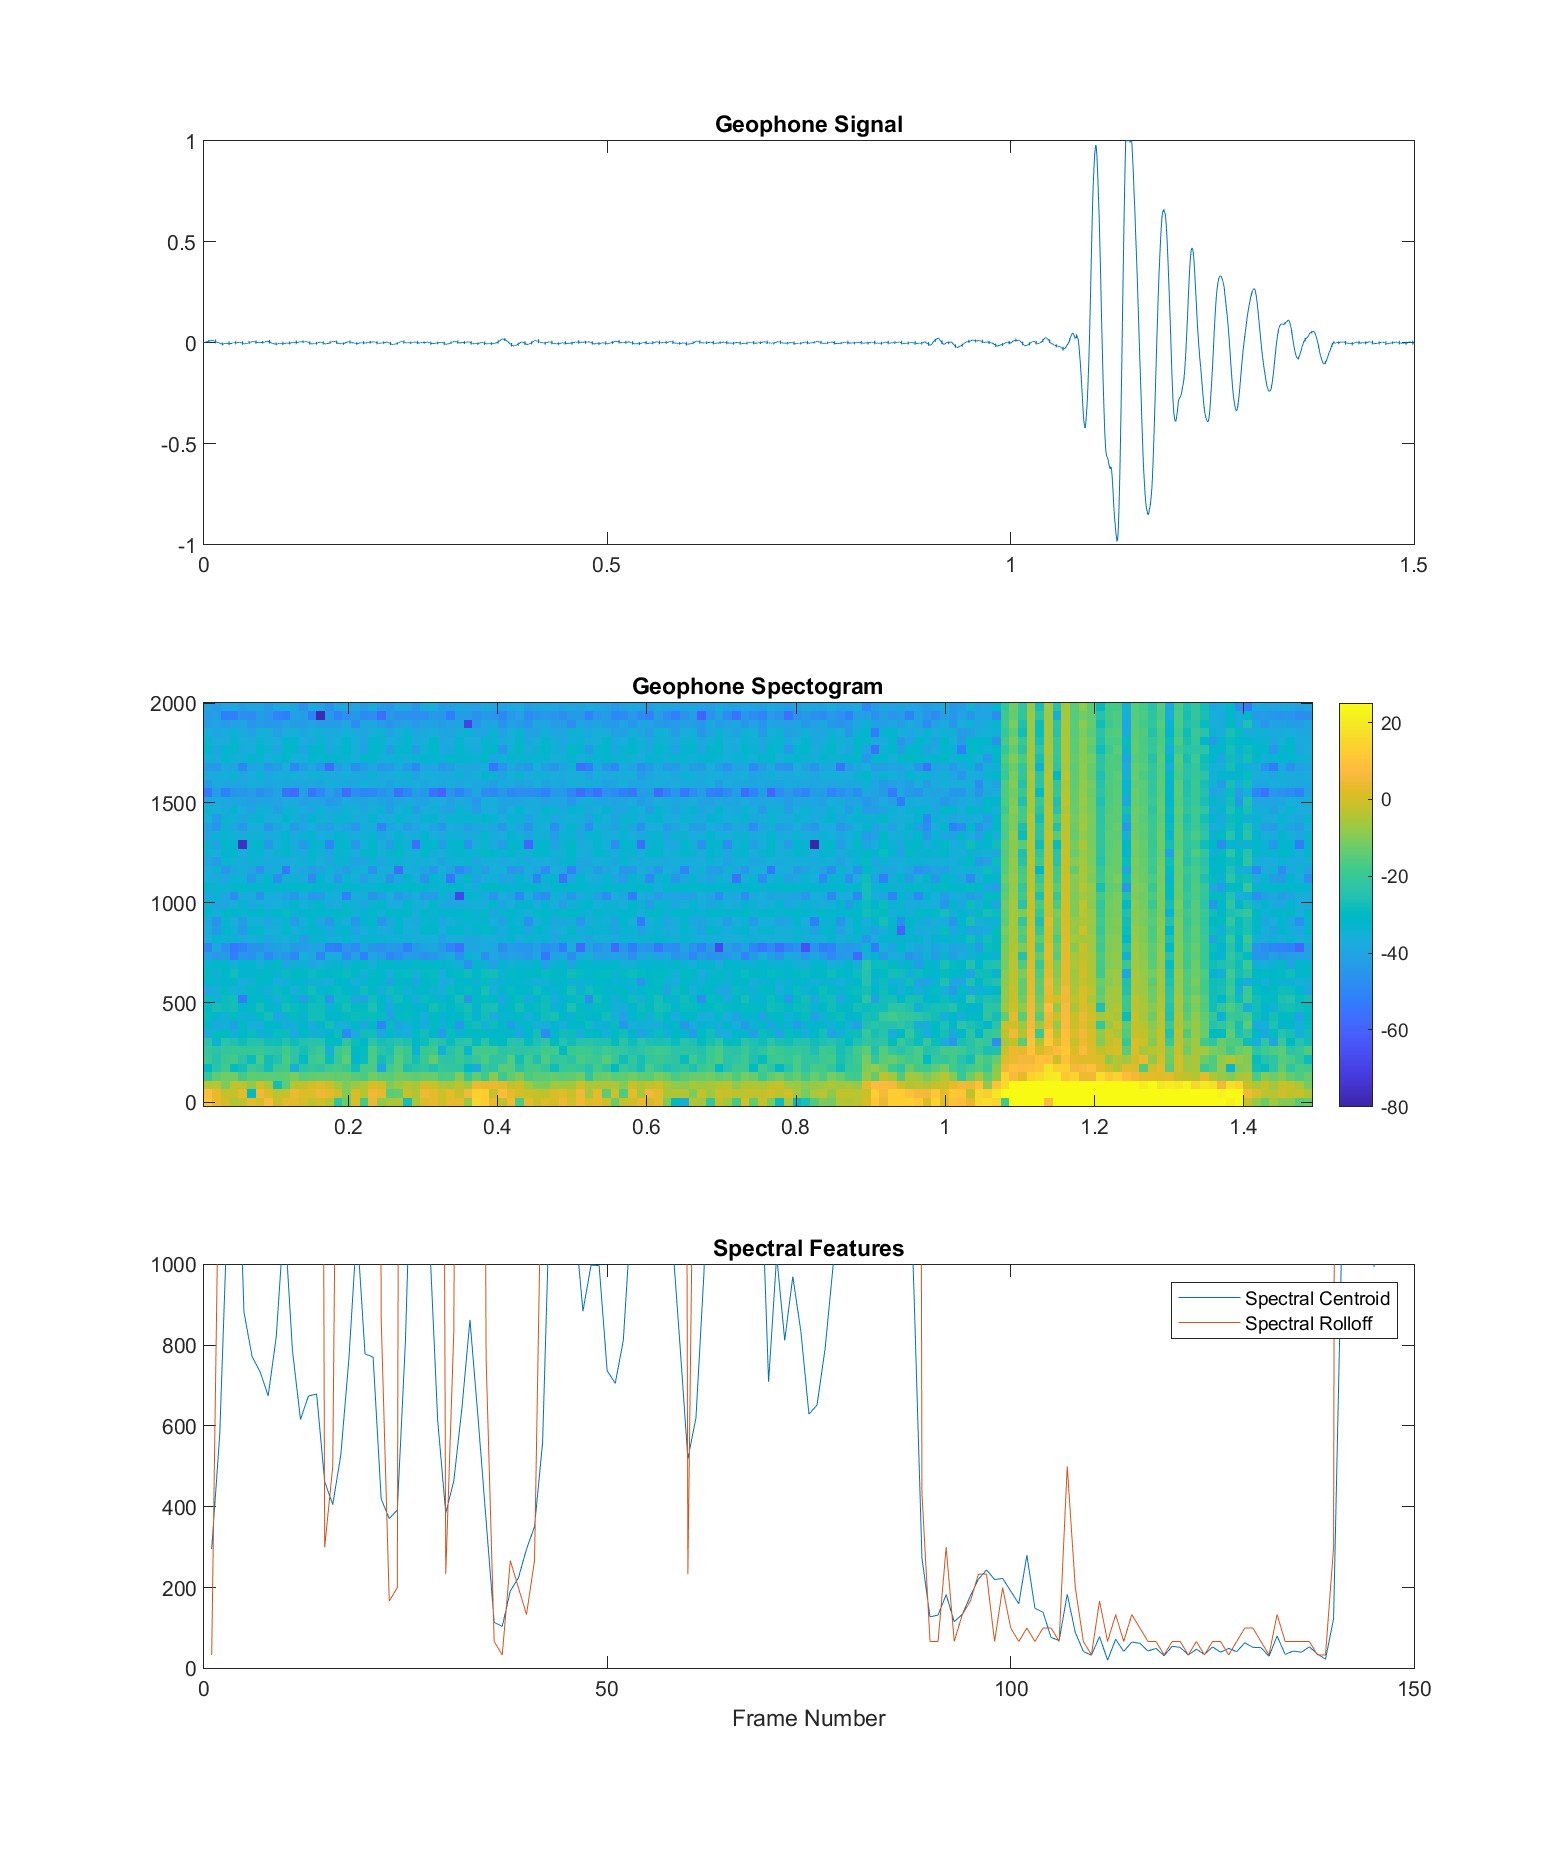 Geophone Signal
1
0.5
0
-0.5
-1
0 0.5 1 1.5
Geophone Spectogram
2000
1500
1000
500
0
20
0
-20
-40
-60
-80
0.2 0.4 0.6 0.8 1 1.2 1.4
Spectral Features
1000
800
600
400
200
0
Spectral Centroid
Spectral Rolloff
0 50 100 150
Frame Number